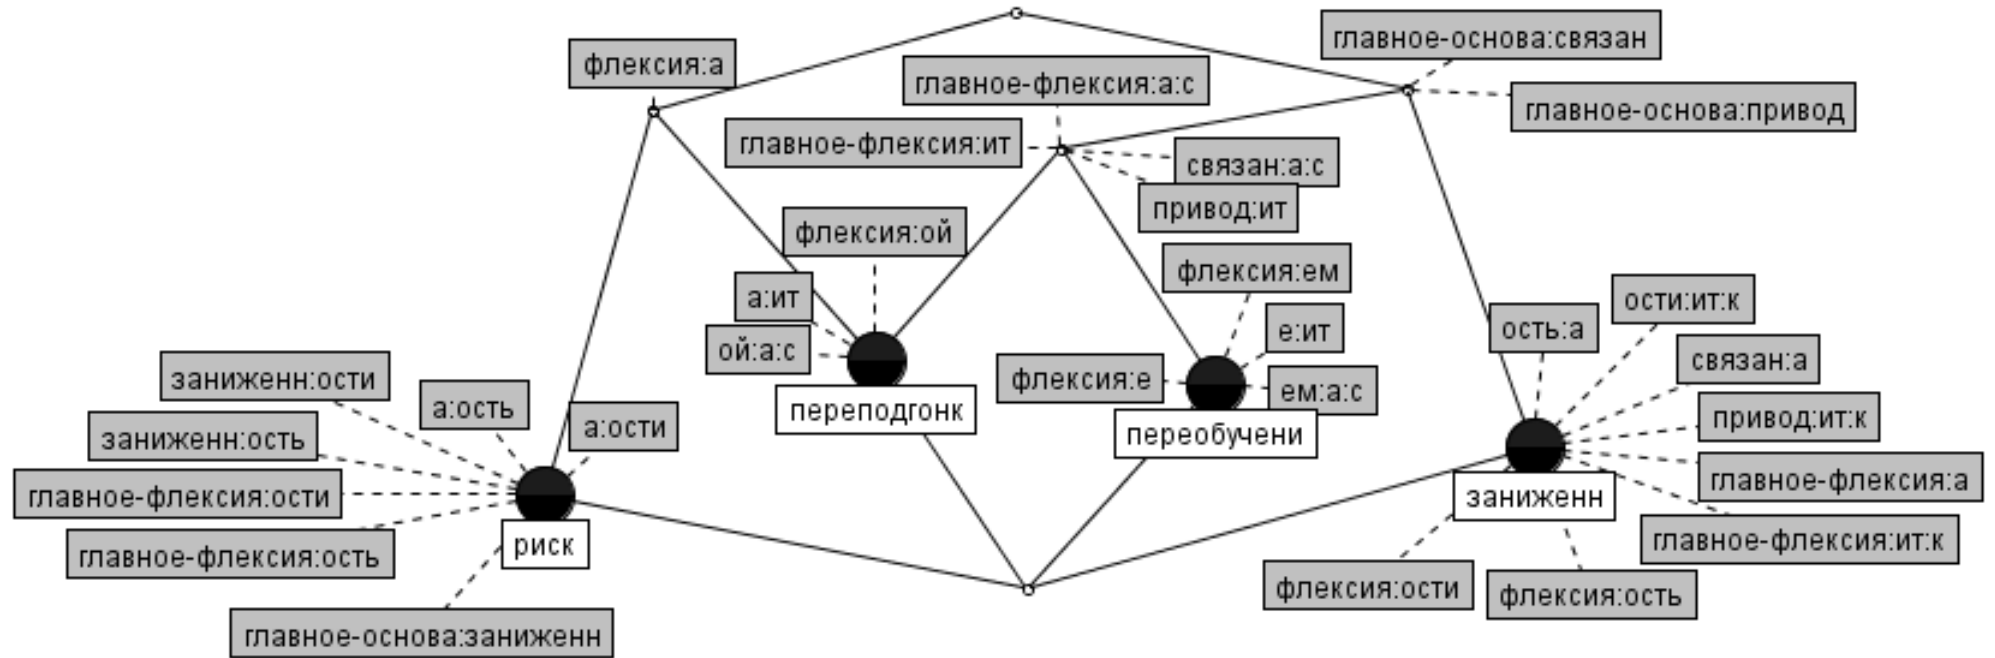 главное-основа:связан
флексия:а
главное-флексия:а:с
главное-основа:привод
главное-флексия:ит
связан:а:с
привод:ит
флексия:ой
флексия:ем
а:ит
ости:ит:к
е:ит
ость:а
ой:а:с
связан:а
заниженн:ости
флексия:е
ем:а:с
а:ость
переподгонк
привод:ит:к
а:ости
переобучени
заниженн:ость
главное-флексия:а
главное-флексия:ости
заниженн
риск
главное-флексия:ит:к
главное-флексия:ость
флексия:ости
флексия:ость
главное-основа:заниженн